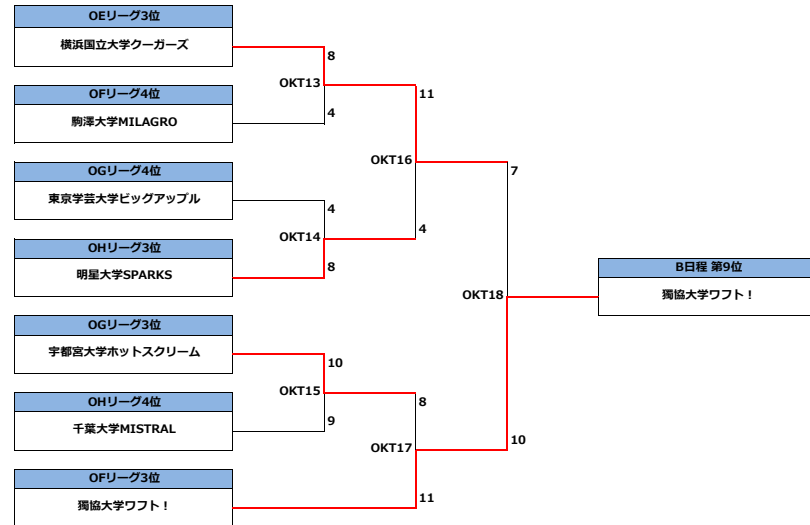 OEリーグ3位
横浜国立大学クーガーズ
8
OKT13
OFリーグ4位
11
4
駒澤大学MILAGRO
OKT16
OGリーグ4位
7
東京学芸大学ビッグアップル
4
OKT14
4
OHリーグ3位
8
明星大学SPARKS
B日程 第9位
OKT18
獨協大学ワフト！
OGリーグ3位
宇都宮大学ホットスクリーム
10
OKT15
OHリーグ4位
8
9
千葉大学MISTRAL
10
OKT17
OFリーグ3位
11
獨協大学ワフト！